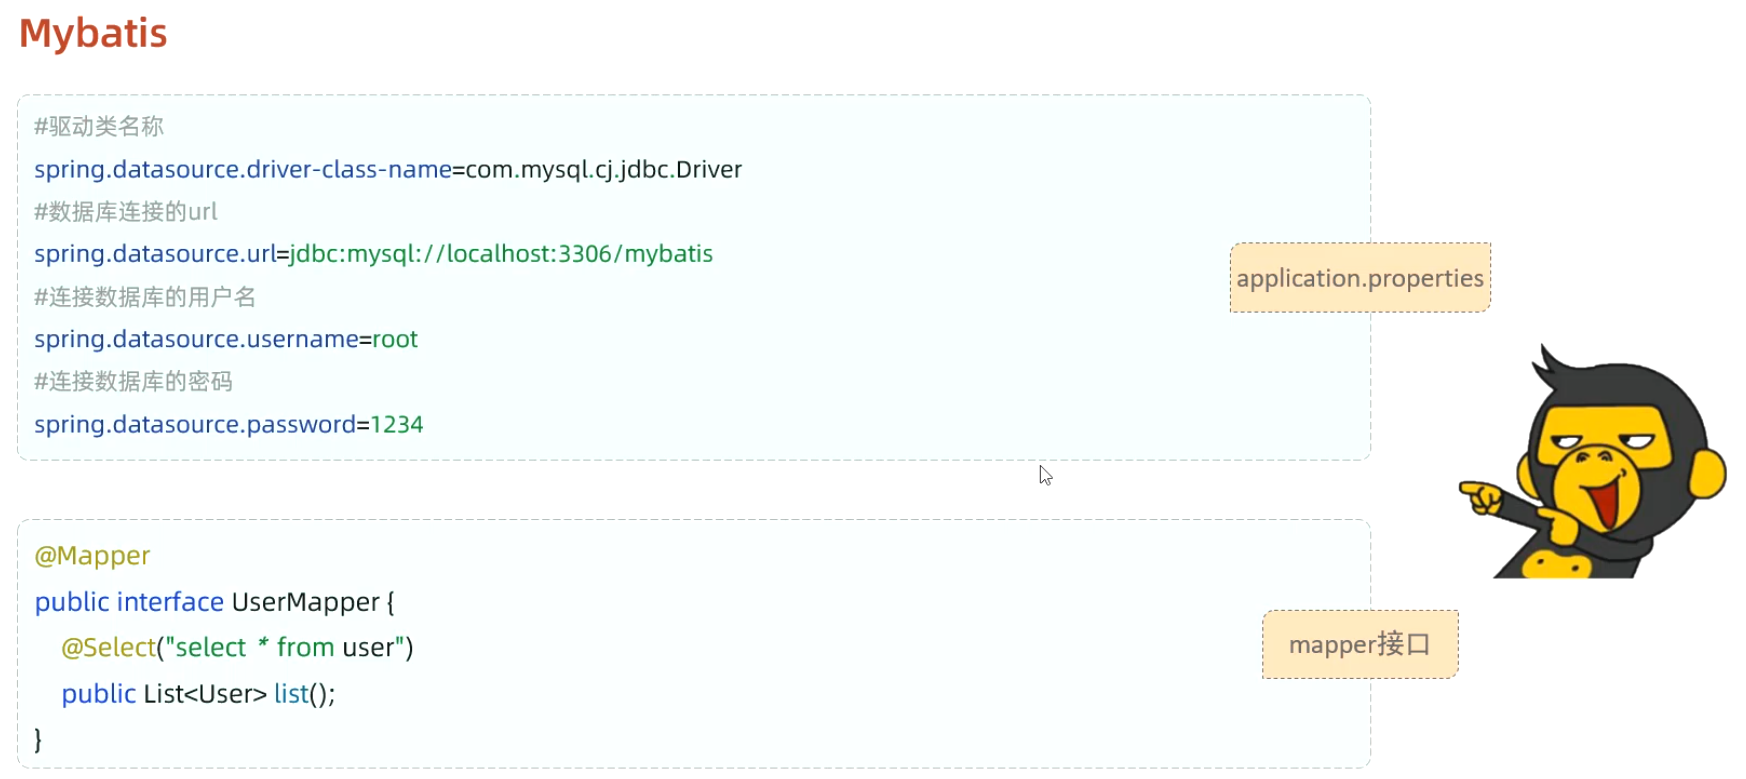 Mybatis
#驱动类名称
spring.datasource.driver-class-name=com.mysql.cj.jdbc.Driver
#数据库连接的url
spring.datasource.url=jdbc:mysql://localhost:3306/mybatis
#连接数据库的用户名
spring.datasource.username=root
#连接数据库的密码
spring.datasource.password=1234
application.properties
@Mapper
public interface UserMapper {
@Select("select * from user")
public List<User> list();
}
mapper接口